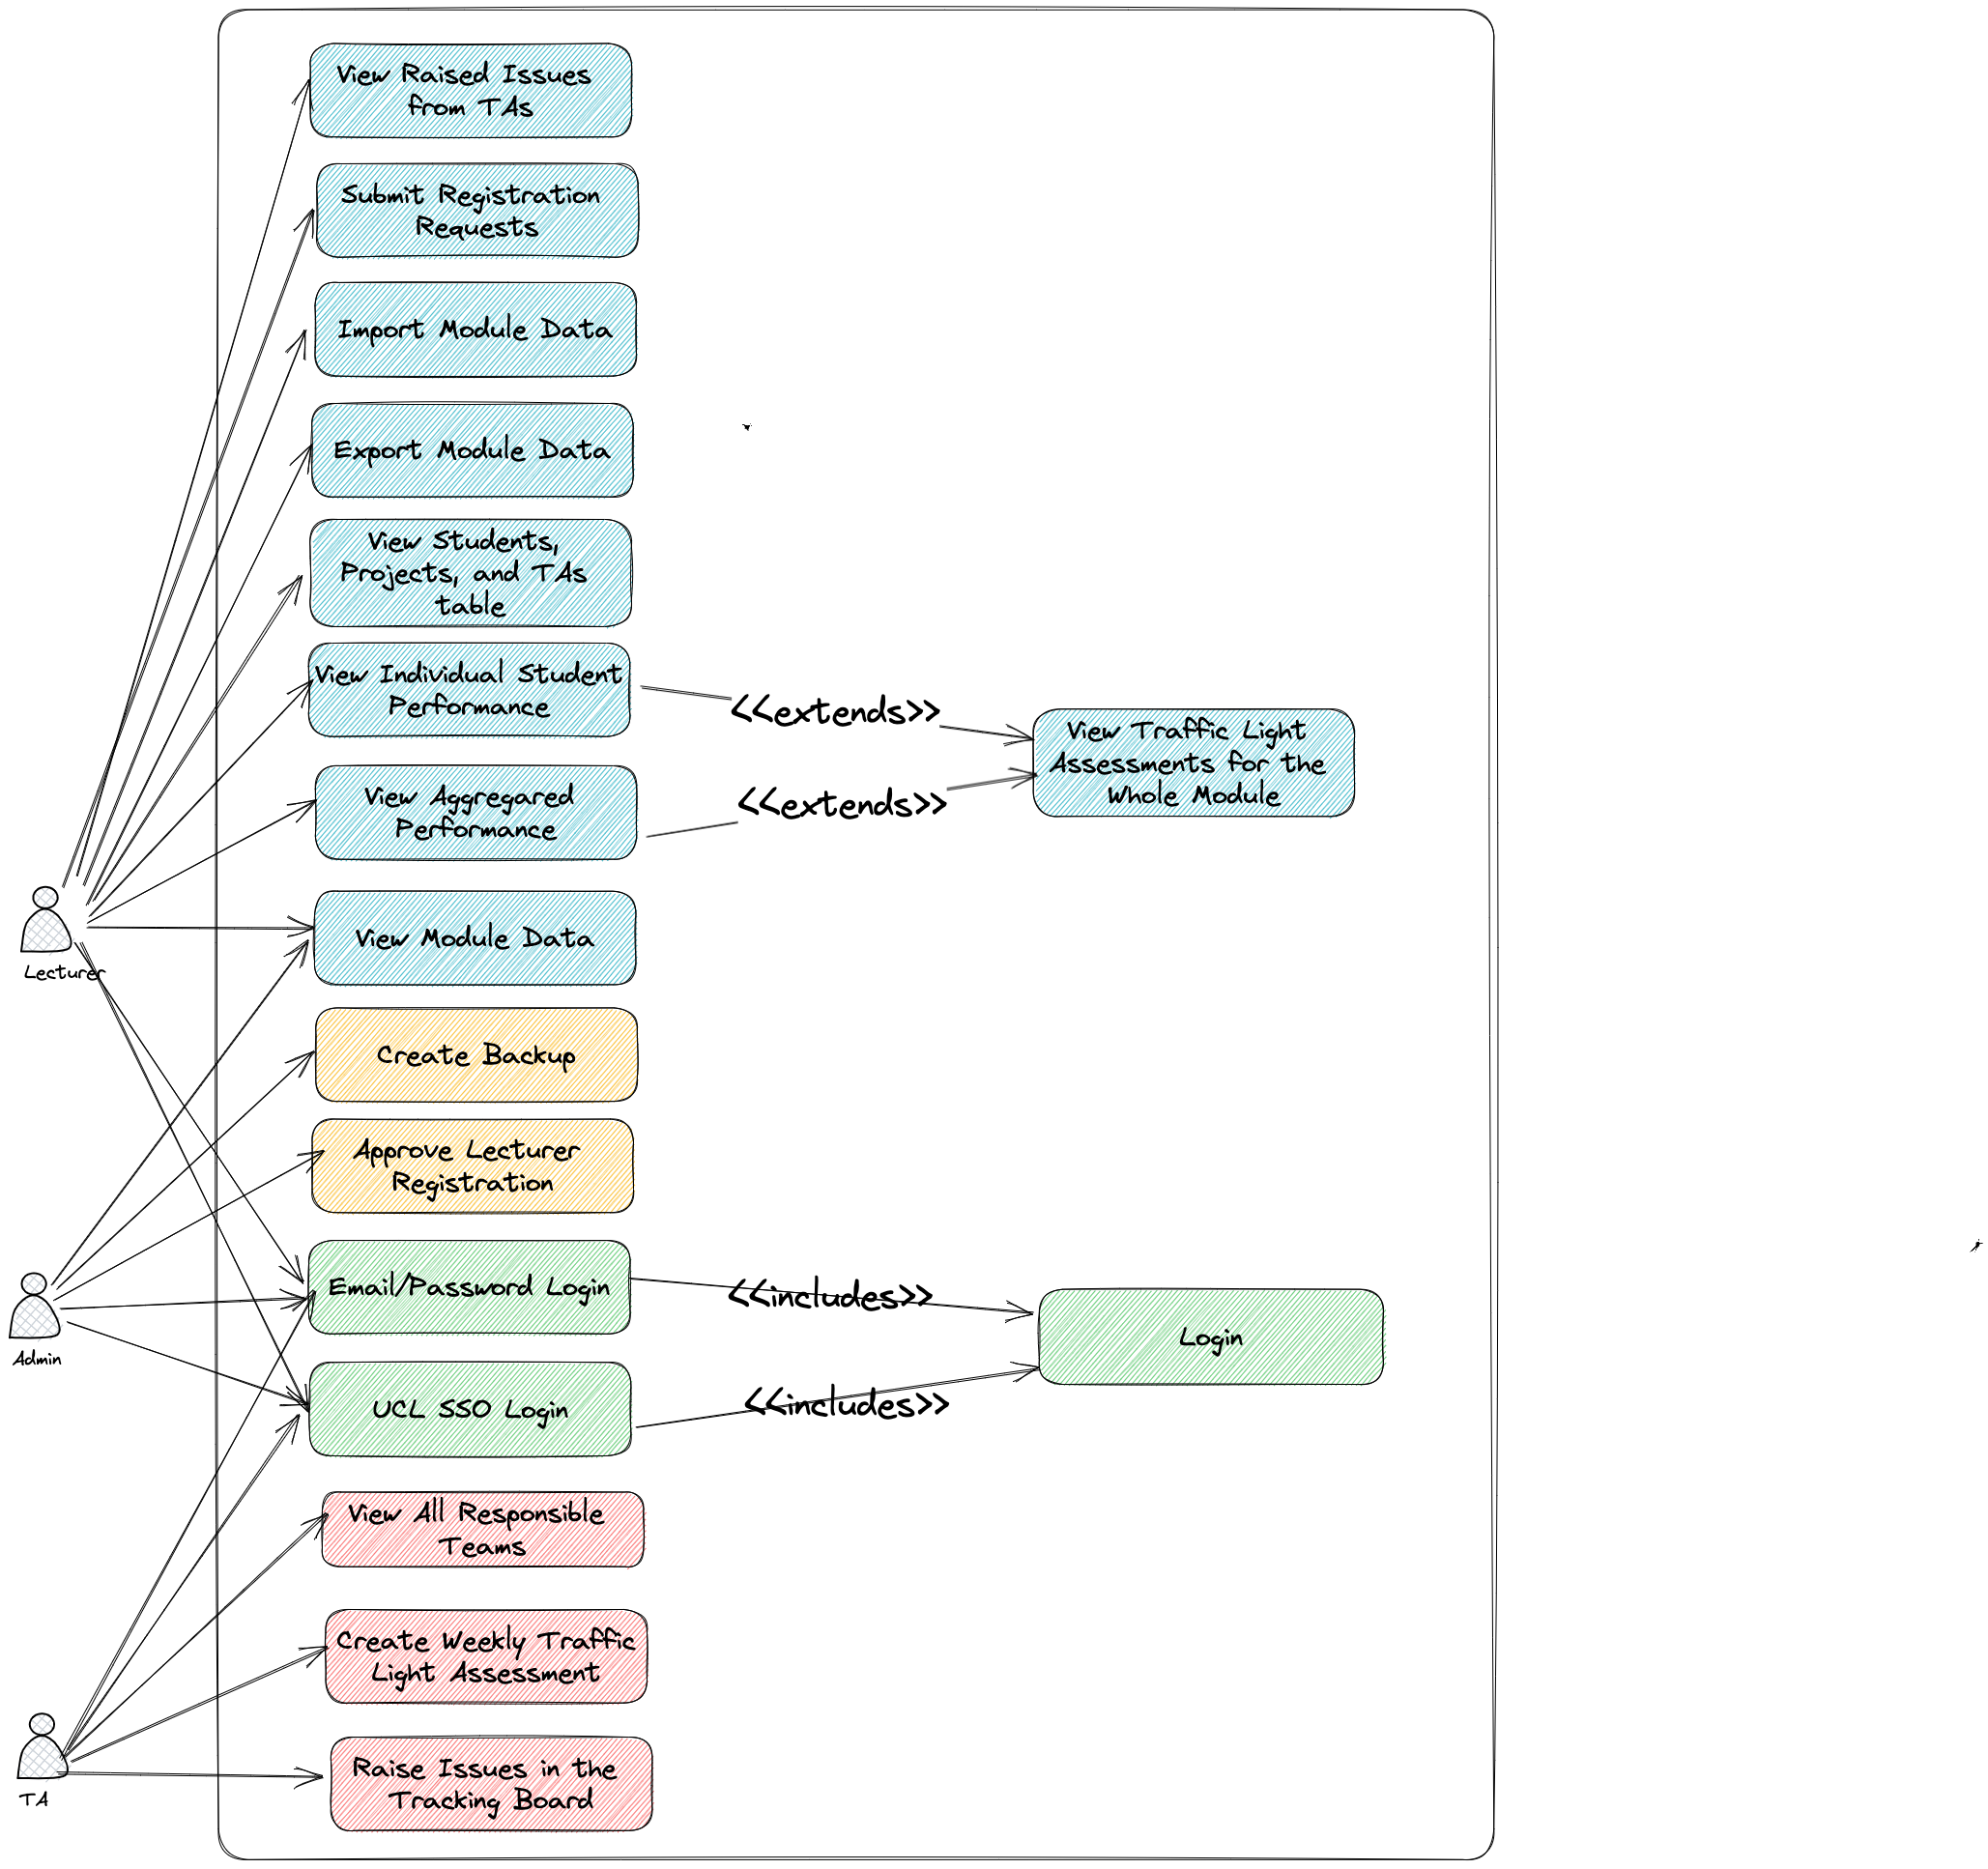 View Raised Issues
from TAs
Submit Registration
Requests
Import Module Data
Export Module Data
View Students,
Projects, and TAs
table
View Individual Student
Performance
<<extends>>
View Traffic Light
Assessments for the
Whole Module
View Aggregared
Performance
<<extends>>
View Module Data
Lecturer
Create Backup
Approve Lecturer
Registration
Email/Password Login
<<includes>>
Login
Admin
UCL SSO Login
<<includes>>
View All Responsible
Teams
Create Weekly Traffic
Light Assessment
Raise Issues in the
Tracking Board
TA